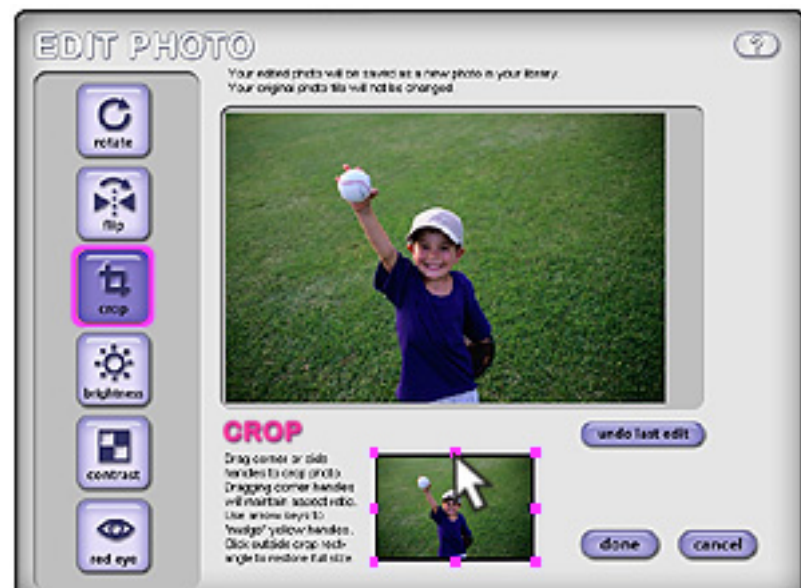 EDIT PHOTO
?
Your edited photo will be saved as a new photo in your library.
Your original photo file will not be changed.
rotate
flip
crop
brightness
contrast
red eye
CROP
Drag corner or side
handles to crop photo.
Dragging corner handles
will maintain aspect ratio.
Use arrow keys to
"nudge" yellow handles.
Click outside crop rect-
angle to restore full size
undo last edit
done
cancel